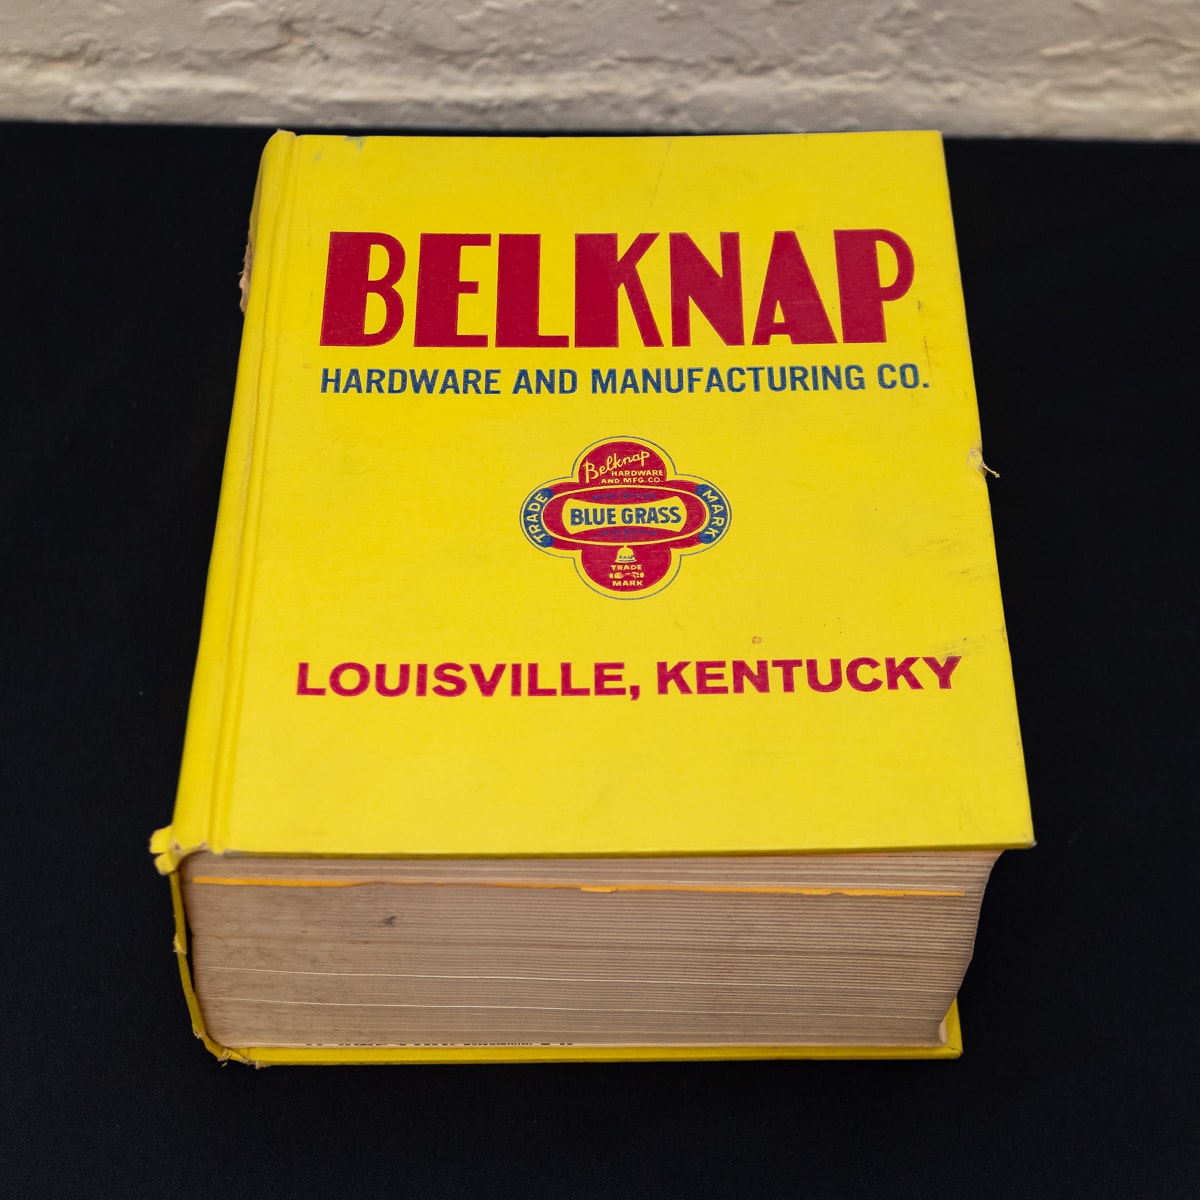 BELKNAP
HARDWARE AND MANUFACTURING CO.
Belknap
HARDWARE
AND MFG. CO.
TRADE
BLUE GRASS
MARK
TRADE
MARK
LOUISVILLE, KENTUCKY